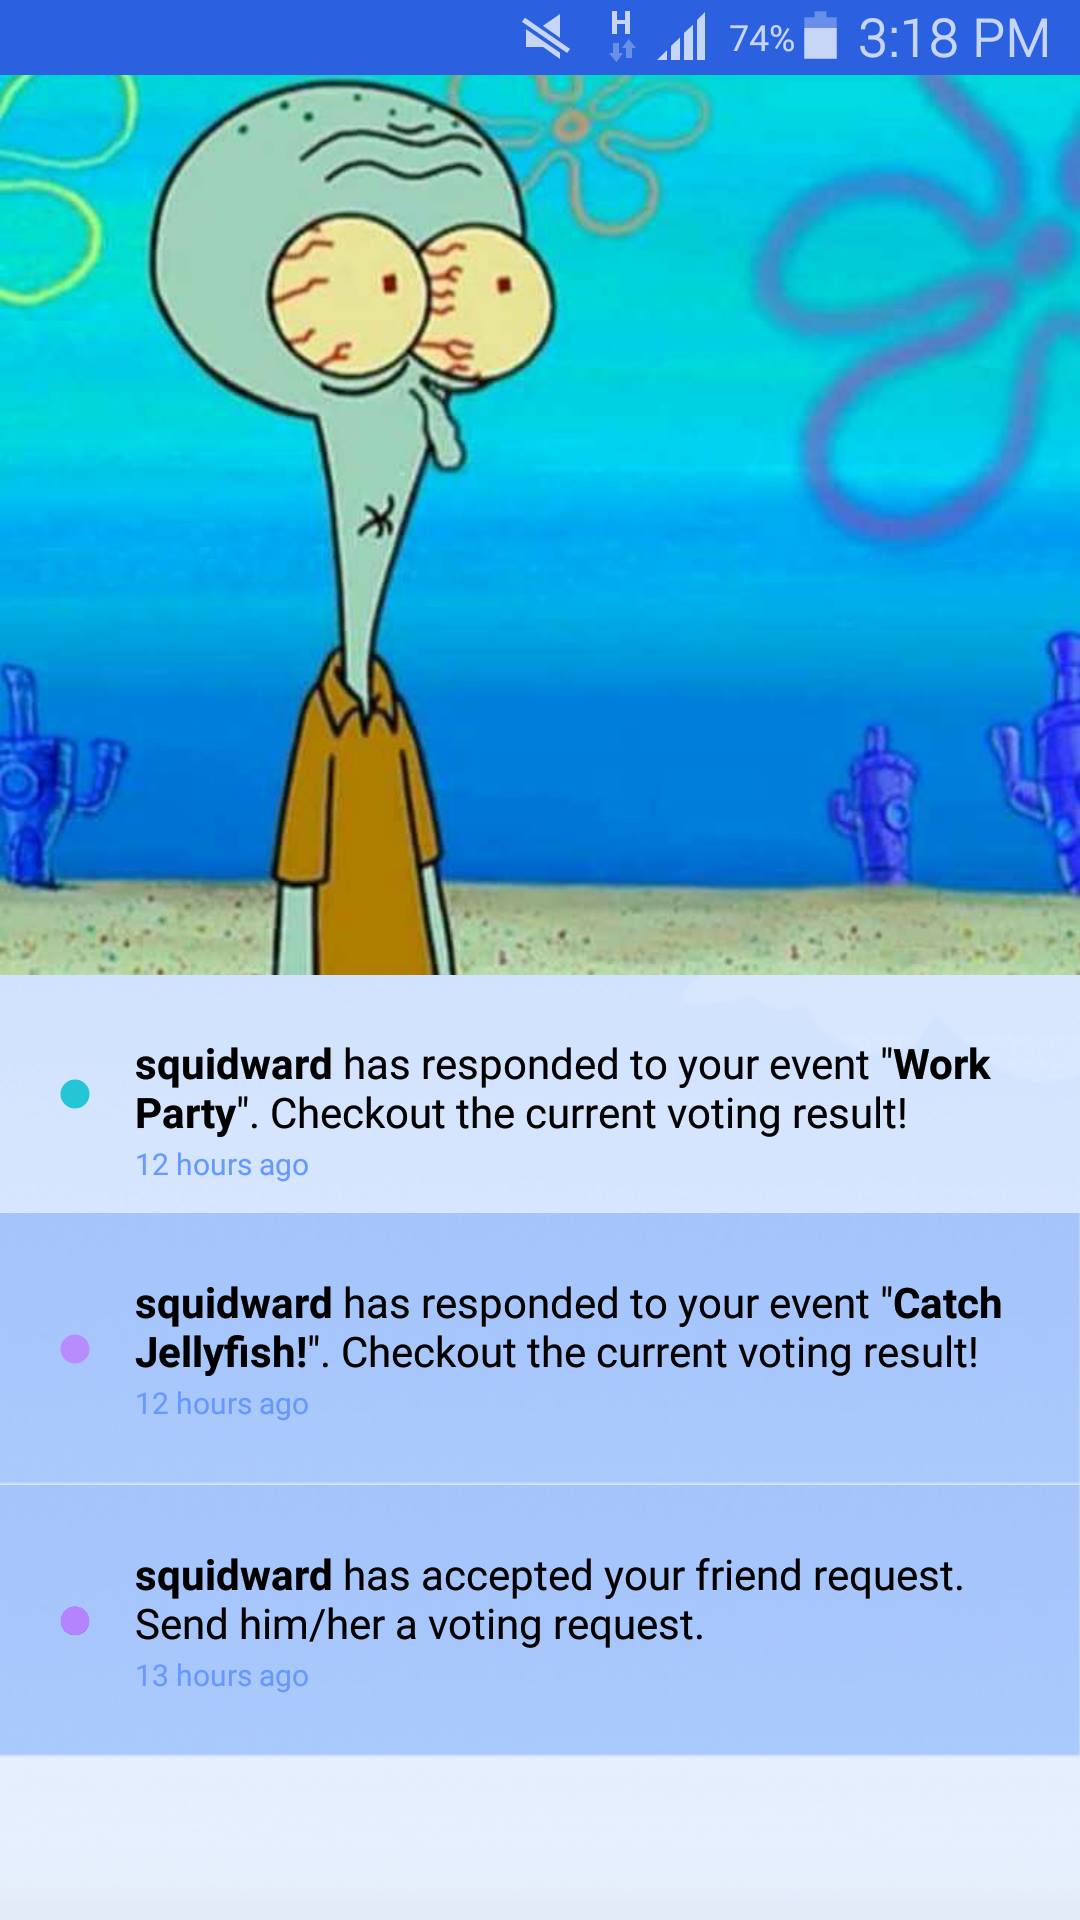 H 74% 3:18 PM
squidward has responded to your event "Work
Party". Checkout the current voting result!
12 hours ago
squidward has responded to your event "Catch
Jellyfish!". Checkout the current voting result!
12 hours ago
squidward has accepted your friend request.
Send him/her a voting request.
13 hours ago